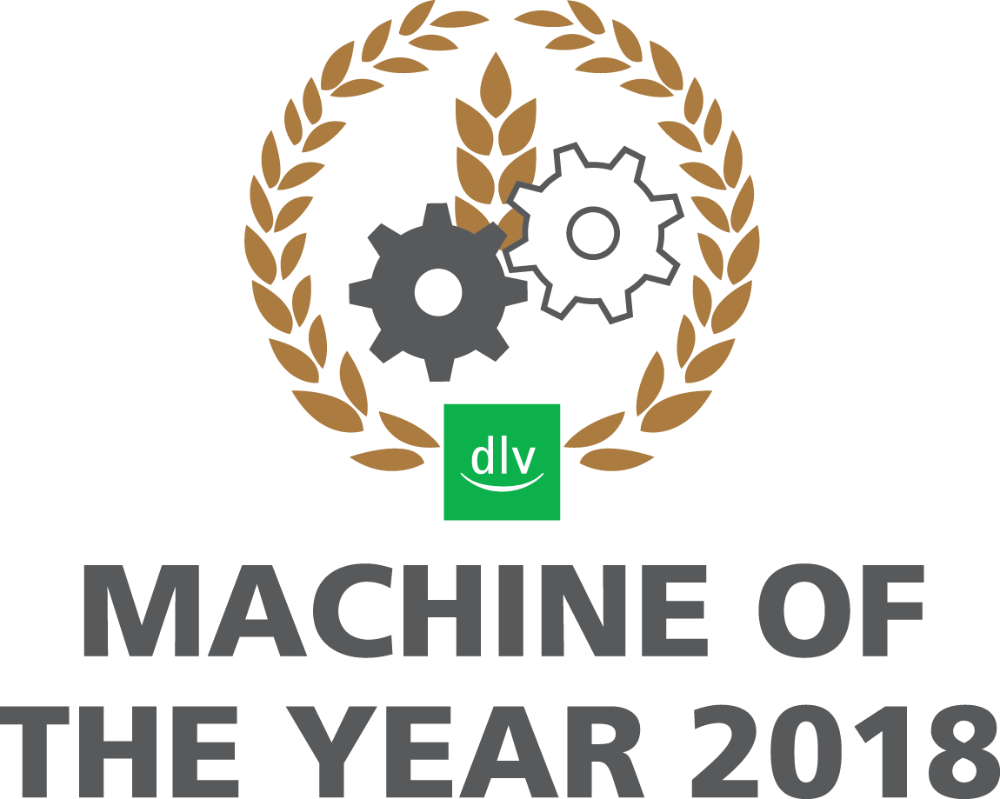 dlv
MACHINE OF
THE YEAR 2018